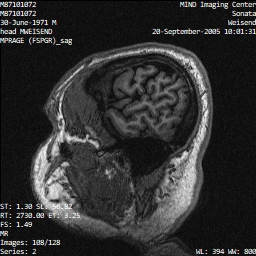 M87101072
M87101072
30-June-1971 M
head MWEISEND
MPRAGE (FSPGR)_sag
MIND Imaging Center
Sonata
Weisend
20-September-2005 10:01:31
ST: 1.30 SL: 56.82
RT: 2730.00 ET: 3.25
FS: 1.49
MR
Images: 108/128
Series: 2
WL: 394 WW: 800